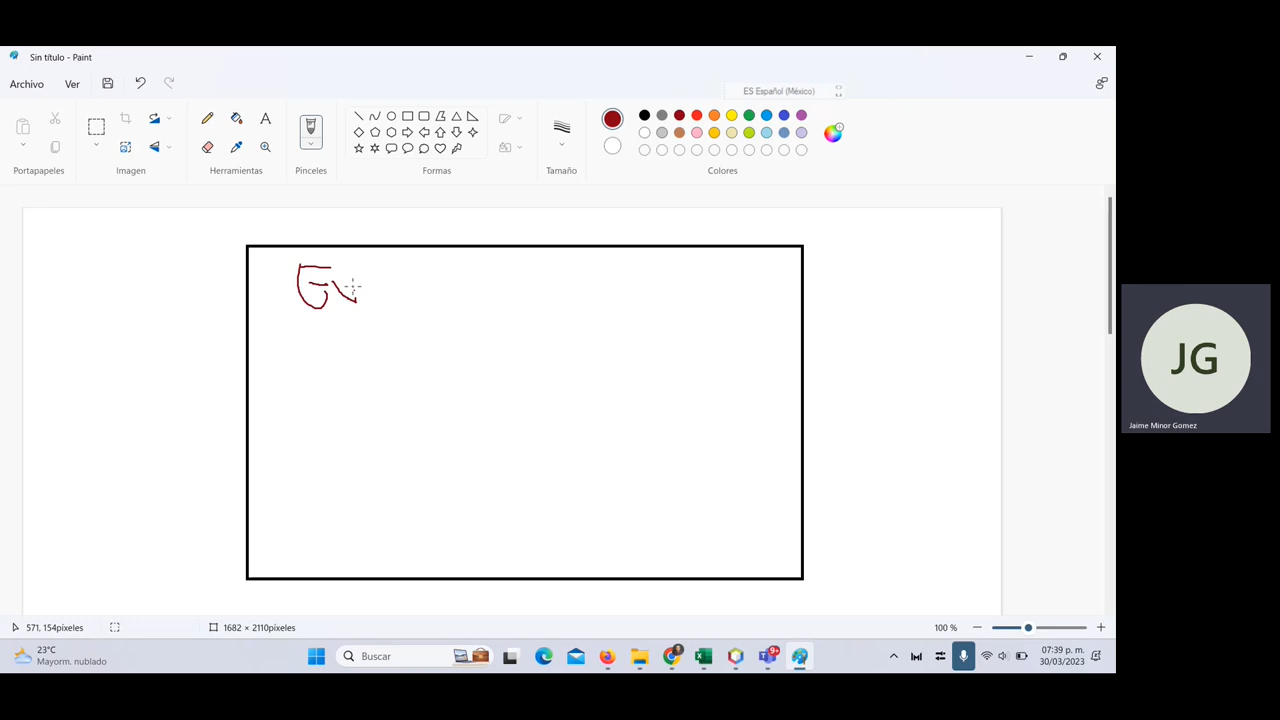 Sin título - Paint
Archivo
Ver
ES Español (México)
A
Portapapeles
Imagen
Herramientas
Pinceles
Formas
Tamaño
Colores
JG
Jaime Minor Gomez
571, 154píxeles
1682 × 2110píxeles
100 %
23°C
Mayorm. nublado
Buscar
9+
07:39 p. m.
30/03/2023